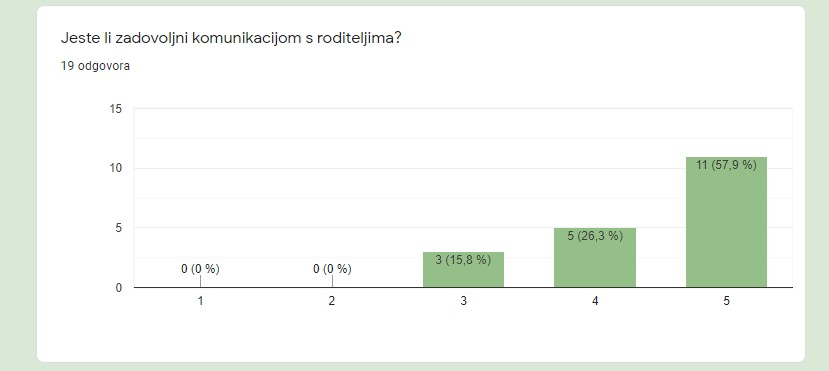 Jeste li zadovoljni komunikacijom s roditeljima?
19 odgovora
15
10
5
0
0 (0 %)
0 (0 %)
3 (15,8 %)
5 (26,3 %)
11 (57,9 %)
1 2 3 4 5